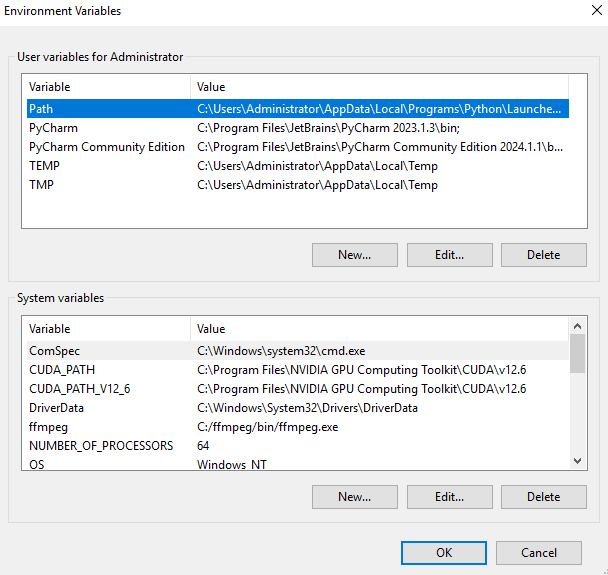 Environment Variables
User variables for Administrator
Variable Value
Path C:\Users\Administrator\AppData\Local\Programs\Python\Launche...
PyCharm C:\Program Files\JetBrains\PyCharm 2023.1.3\bin;
PyCharm Community Edition C:\Program Files\JetBrains\PyCharm Community Edition 2024.1.1\b...
TEMP C:\Users\Administrator\AppData\Local\Temp
TMP C:\Users\Administrator\AppData\Local\Temp
New... Edit... Delete
System variables
Variable Value
ComSpec C:\Windows\system32\cmd.exe
CUDA_PATH C:\Program Files\NVIDIA GPU Computing Toolkit\CUDA\v12.6
CUDA_PATH_V12_6 C:\Program Files\NVIDIA GPU Computing Toolkit\CUDA\v12.6
DriverData C:\Windows\System32\Drivers\DriverData
ffmpeg C:/ffmpeg/bin/ffmpeg.exe
NUMBER_OF_PROCESSORS 64
OS Windows_NT
New... Edit... Delete
OK Cancel